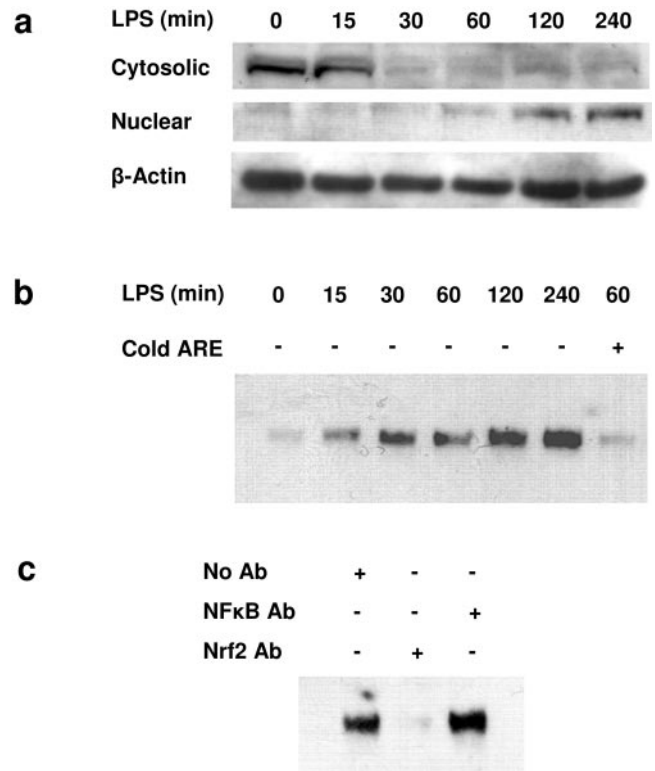 a
LPS (min) 0 15 30 60 120 240
Cytosolic
Nuclear
β-Actin
b
LPS (min) 0 15 30 60 120 240 60
Cold ARE - - - - - - +
c
No Ab + - -
NFκB Ab - - +
Nrf2 Ab - + -